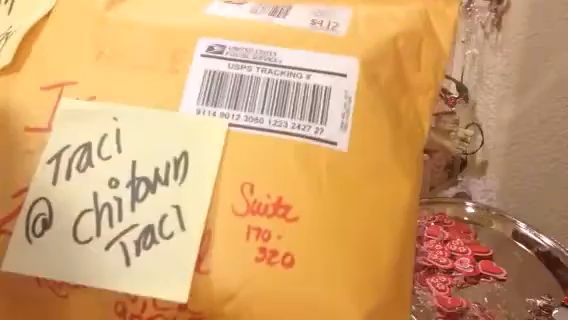 $4.12
UNITED STATES
POSTAL SERVICE
USPS TRACKING #
9114 9012 3080 1223 2427 27
Traci
@ Chitown
Traci
Suite
170-
320